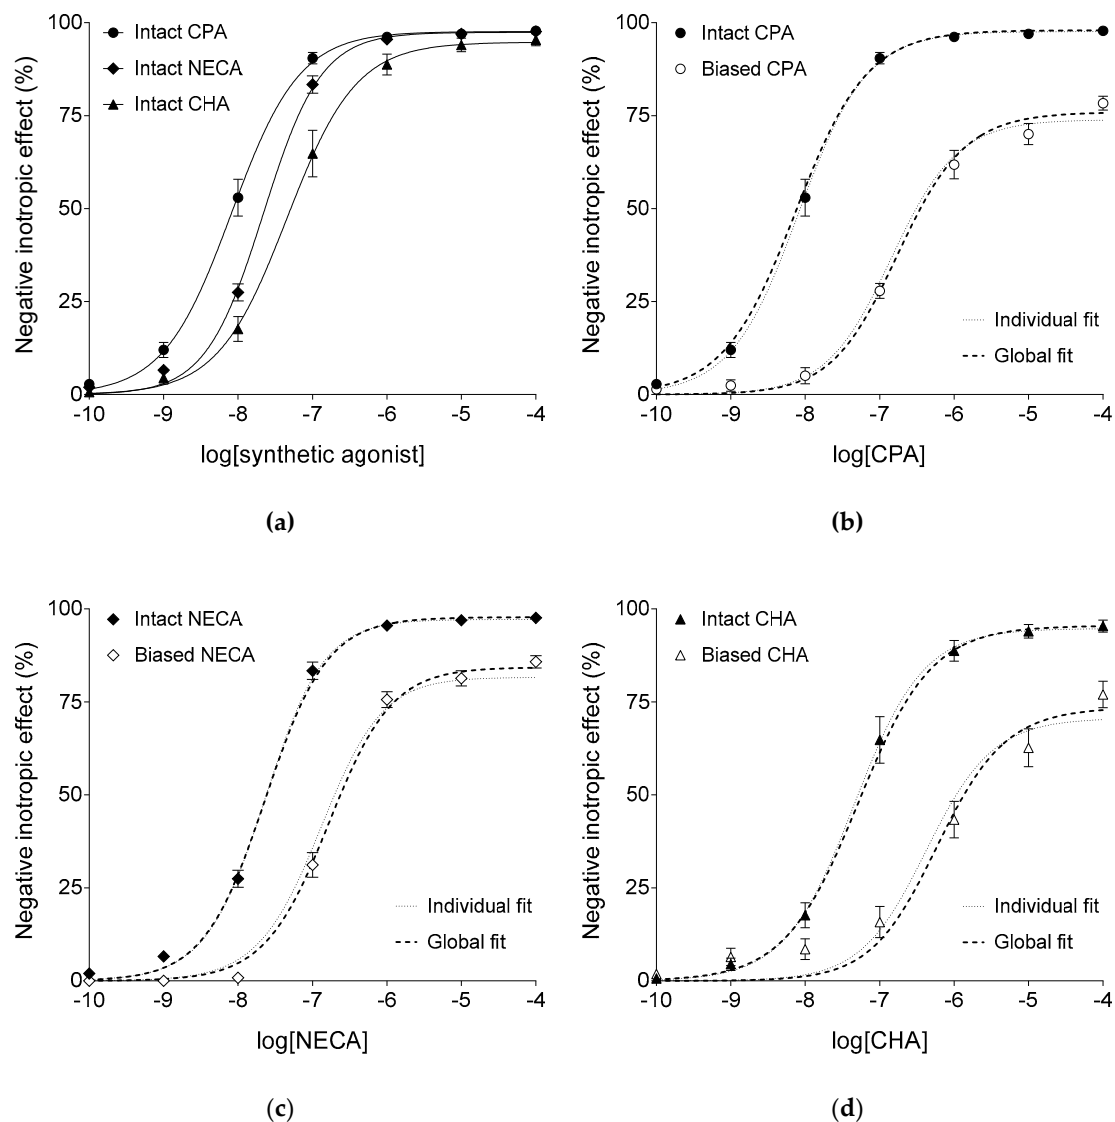 Negative inotropic effect (%)
100
75
50
25
0
Intact CPA
Intact NECA
Intact CHA
-10 -9 -8 -7 -6 -5 -4
log[synthetic agonist]
(a)
Negative inotropic effect (%)
100
75
50
25
0
Intact CPA
Biased CPA
Individual fit
Global fit
-10 -9 -8 -7 -6 -5 -4
log[CPA]
(b)
Negative inotropic effect (%)
100
75
50
25
0
Intact NECA
Biased NECA
Individual fit
Global fit
-10 -9 -8 -7 -6 -5 -4
log[NECA]
(c)
Negative inotropic effect (%)
100
75
50
25
0
Intact CHA
Biased CHA
Individual fit
Global fit
-10 -9 -8 -7 -6 -5 -4
log[CHA]
(d)